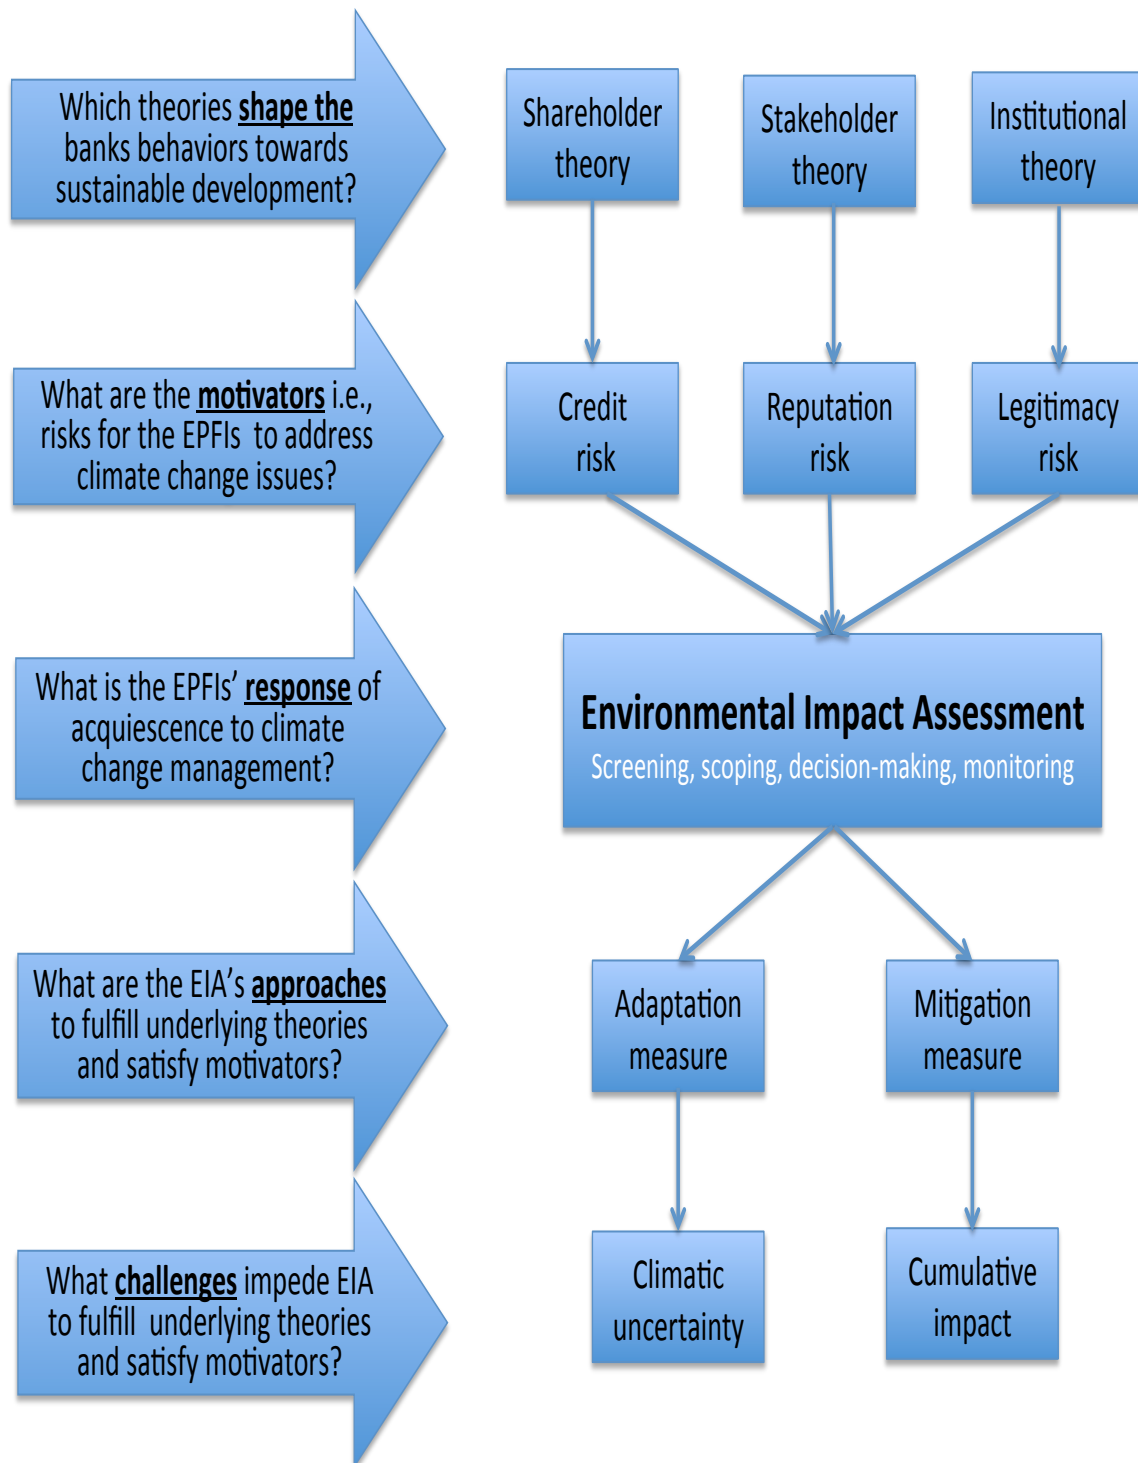 Which theories shape the
banks behaviors towards
sustainable development?
Shareholder
theory
Stakeholder
theory
Institutional
theory
What are the motivators i.e.,
risks for the EPFIs to address
climate change issues?
Credit
risk
Reputation
risk
Legitimacy
risk
What is the EPFIs’ response of
acquiescence to climate
change management?
Environmental Impact Assessment
Screening, scoping, decision-making, monitoring
What are the EIA’s approaches
to fulfill underlying theories
and satisfy motivators?
Adaptation
measure
Mitigation
measure
What challenges impede EIA
to fulfill underlying theories
and satisfy motivators?
Climatic
uncertainty
Cumulative
impact